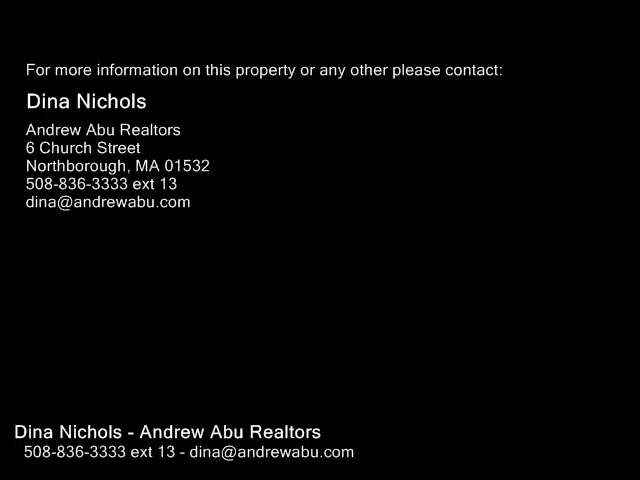 For more information on this property or any other please contact:
Dina Nichols
Andrew Abu Realtors
6 Church Street
Northborough, MA 01532
508-836-3333 ext 13
dina@andrewabu.com
Dina Nichols - Andrew Abu Realtors
508-836-3333 ext 13 - dina@andrewabu.com